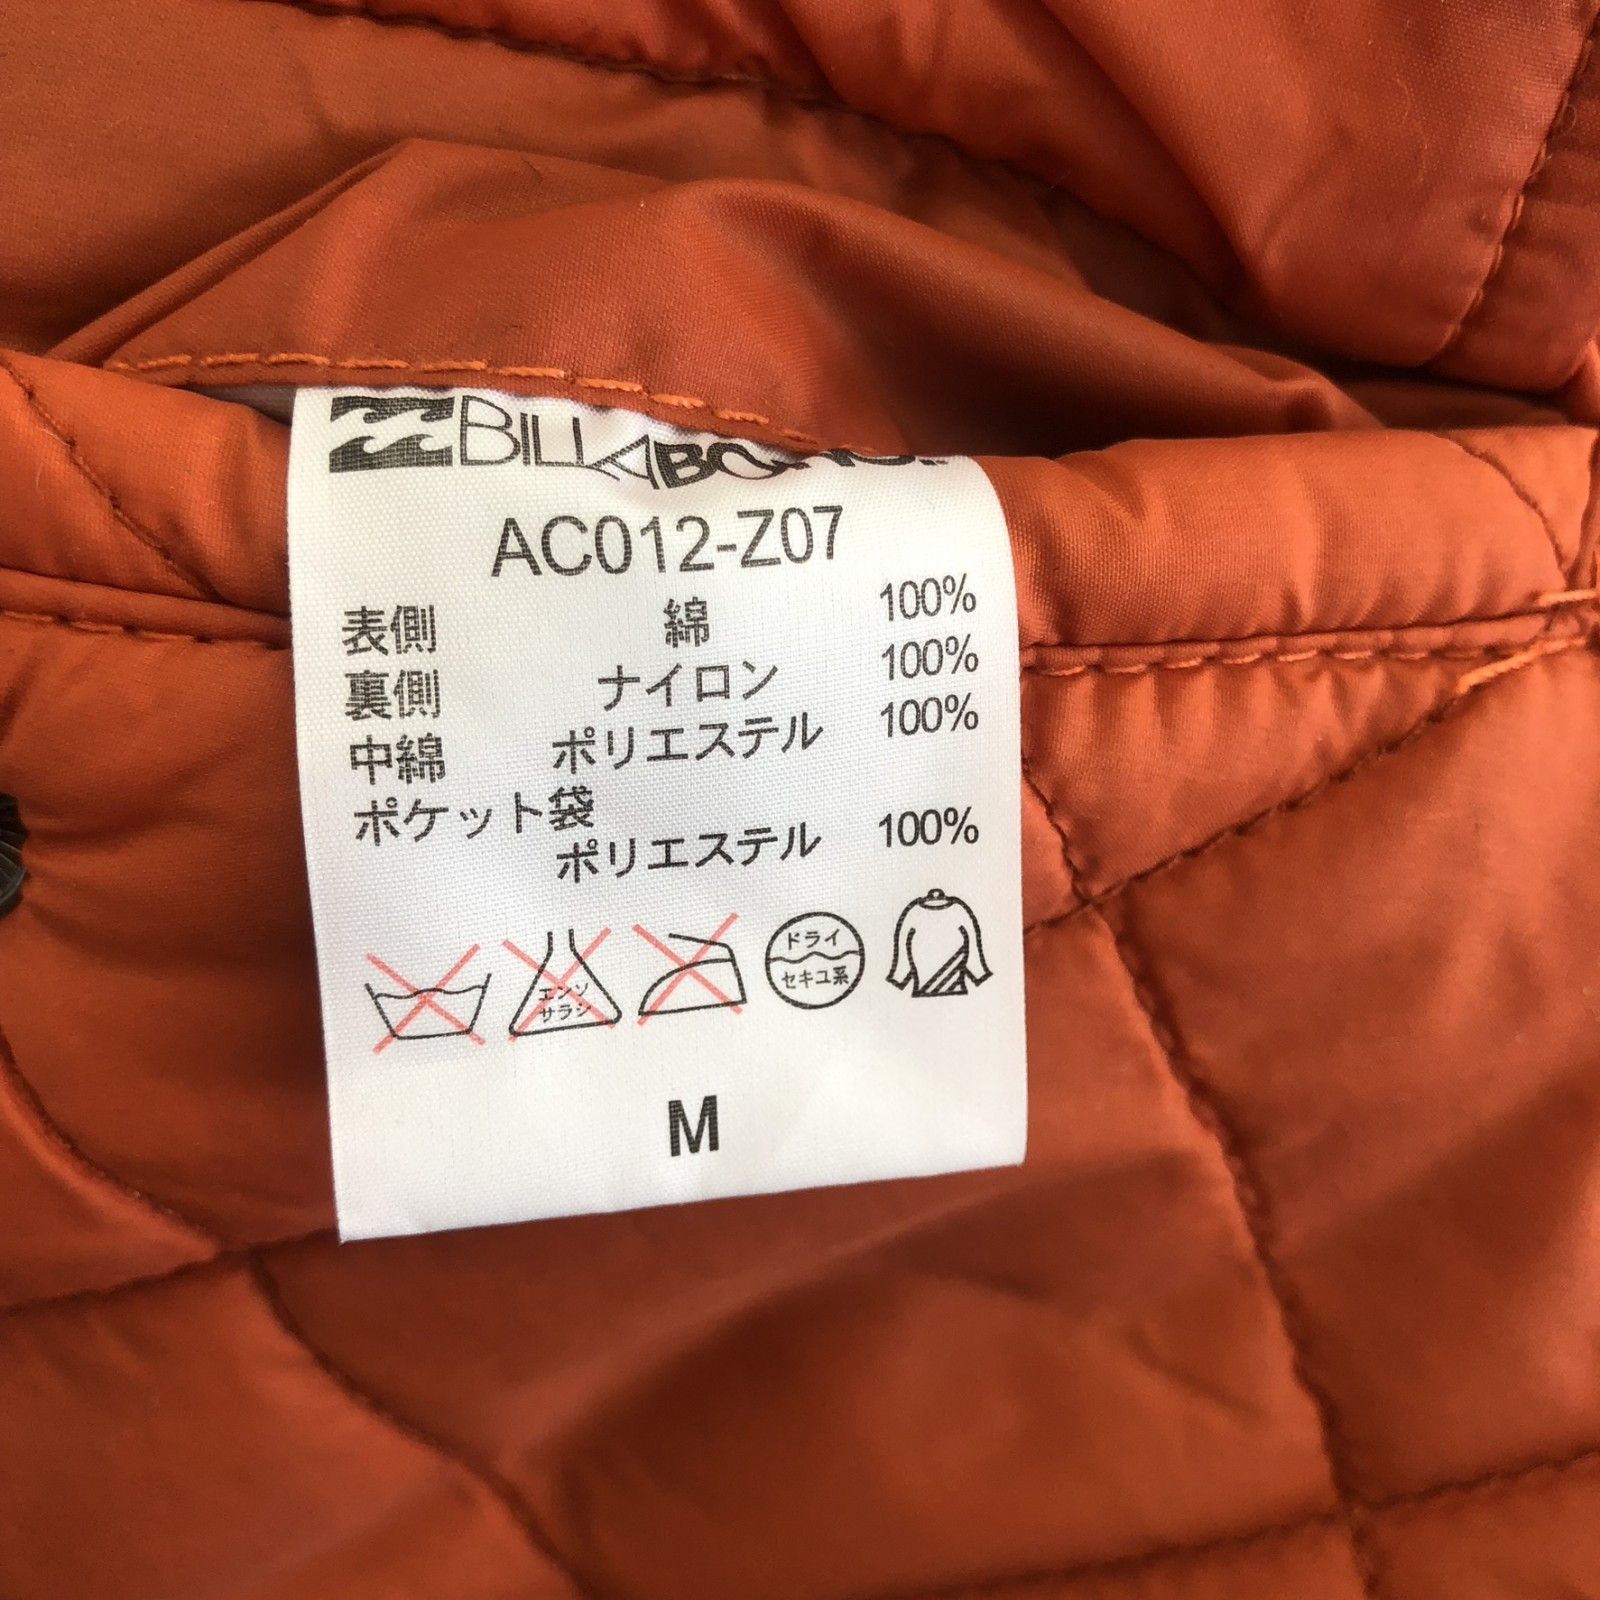 BILLABONG
AC012-Z07
表側 綿 100%
裏側 ナイロン 100%
中綿 ポリエステル 100%
ポケット袋
ポリエステル 100%
エンソ
サラシ
ドライ
セキユ系
M